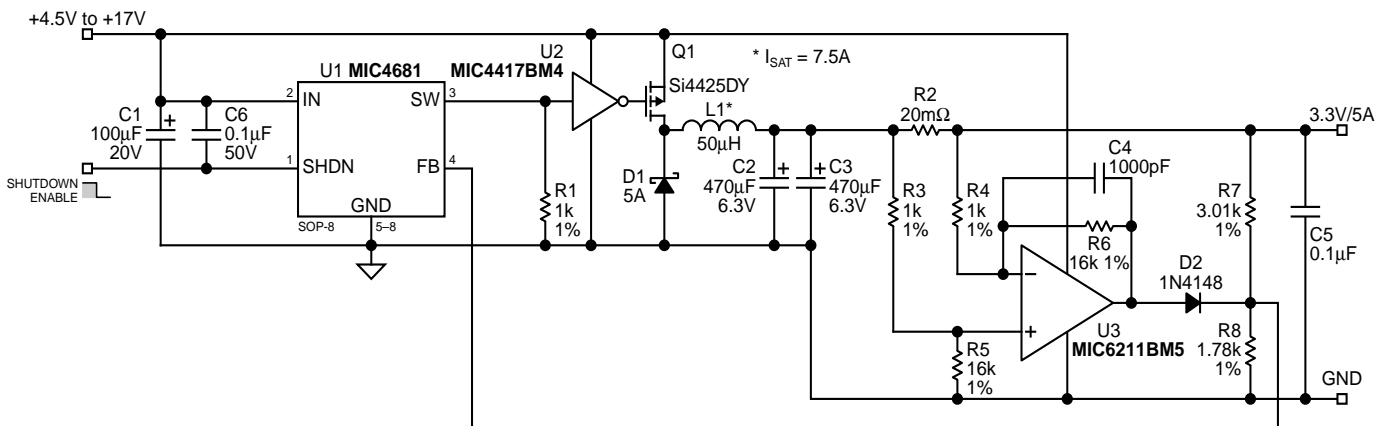 +4.5V to +17V
U1 MIC4681
2
IN
SW
3
1
SHDN
FB
4
GND
SOP-8
5–8
C1
100µF
20V
+
C6
0.1µF
50V
SHUTDOWN
ENABLE
U2
MIC4417BM4
R1
1k
1%
Q1
Si4425DY
* ISAT = 7.5A
L1*
50µH
D1
5A
C2
470µF
6.3V
+
C3
470µF
6.3V
+
R2
20mΩ
R3
1k
1%
R4
1k
1%
C4
1000pF
R6
16k 1%
R5
16k
1%
−
+
U3
MIC6211BM5
D2
1N4148
R7
3.01k
1%
R8
1.78k
1%
C5
0.1µF
3.3V/5A
GND